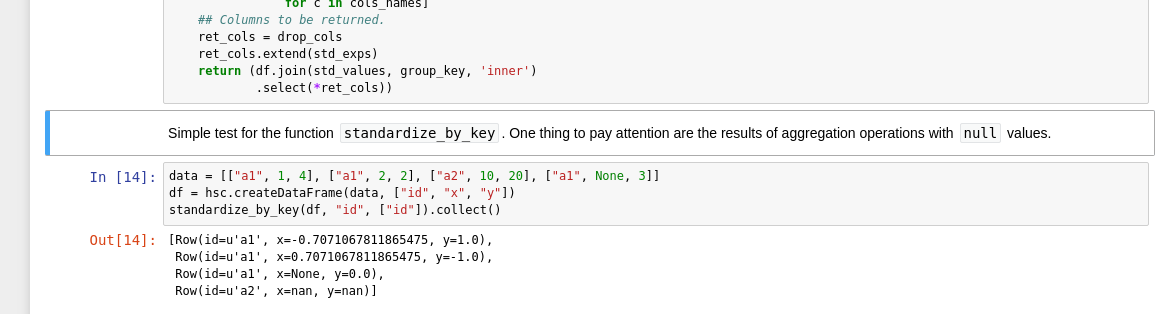 for c in cols_names]
## Columns to be returned.
ret_cols = drop_cols
ret_cols.extend(std_exps)
return (df.join(std_values, group_key, 'inner')
.select(*ret_cols))
Simple test for the function standardize_by_key. One thing to pay attention are the results of aggregation operations with null values.
In [14]: data = [["a1", 1, 4], ["a1", 2, 2], ["a2", 10, 20], ["a1", None, 3]]
df = hsc.createDataFrame(data, ["id", "x", "y"])
standardize_by_key(df, "id", ["id"]).collect()
Out[14]: [Row(id=u'a1', x=-0.7071067811865475, y=1.0),
Row(id=u'a1', x=0.7071067811865475, y=-1.0),
Row(id=u'a1', x=None, y=0.0),
Row(id=u'a2', x=nan, y=nan)]